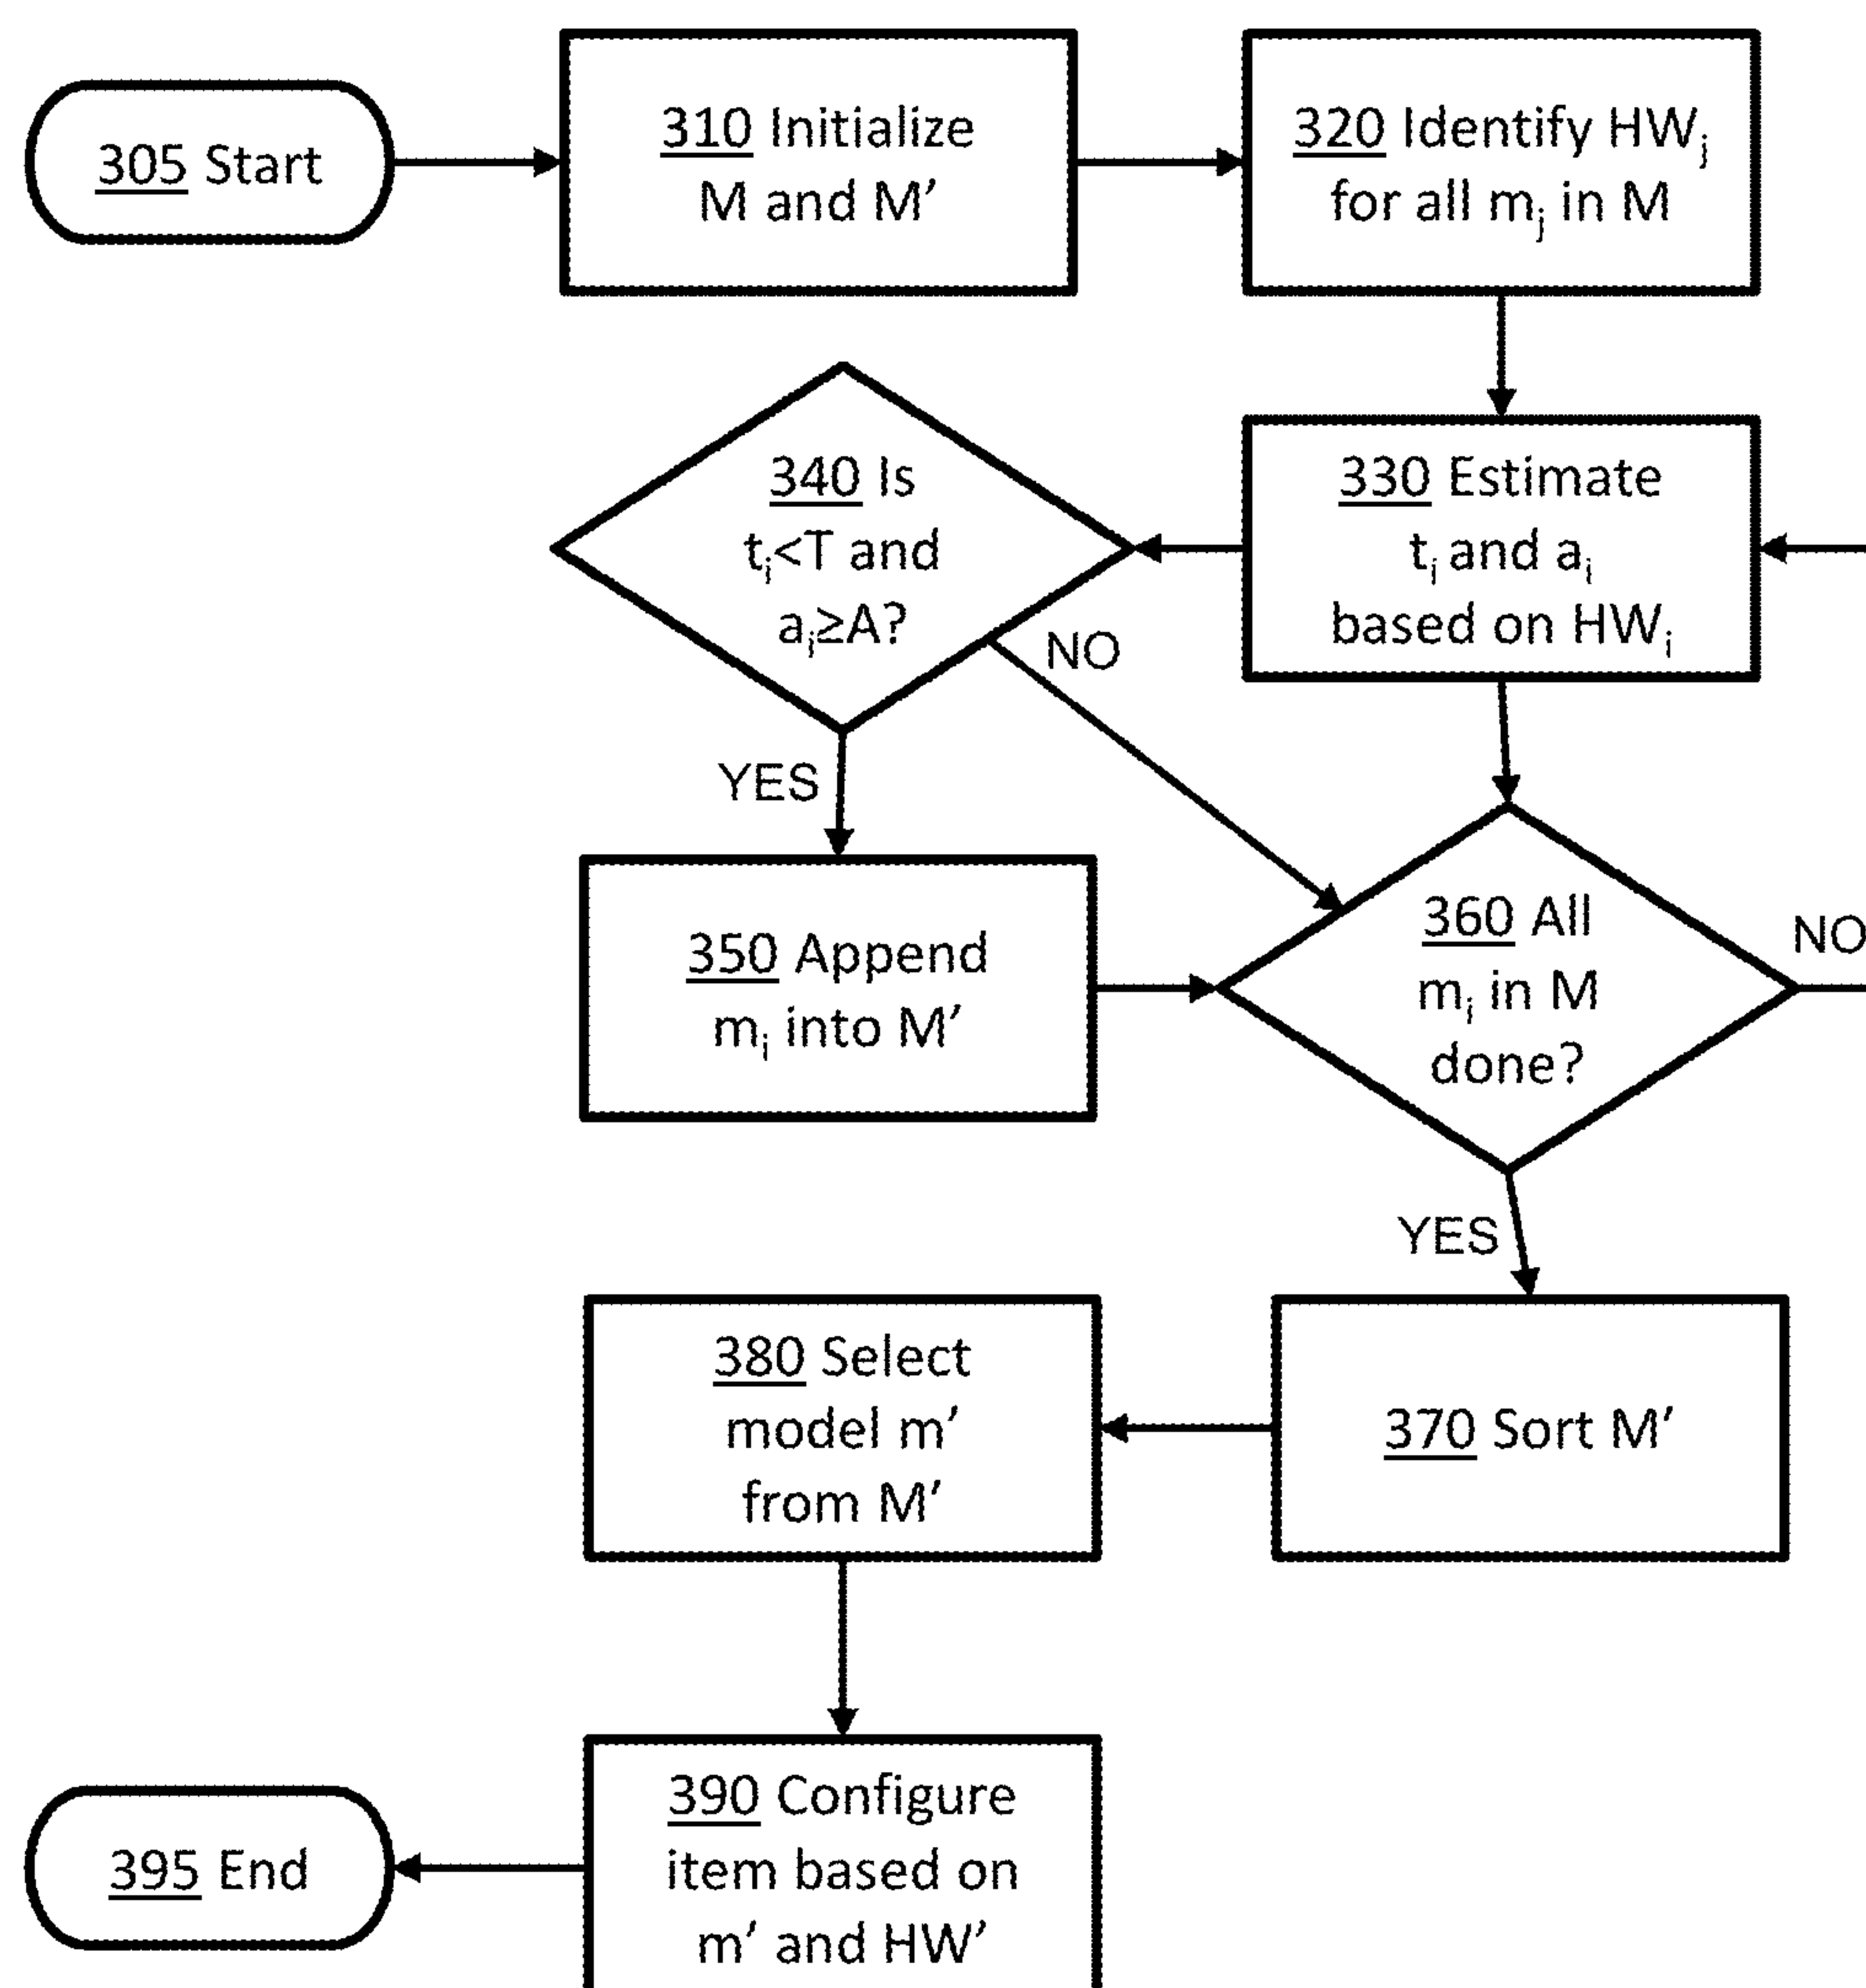 305 Start
310 Initialize
M and M'
320 Identify HWj
for all mj in M
340 Is
ti<T and
ai≥A?
330 Estimate
ti and ai
based on HWi
NO
YES
350 Append
mi into M'
360 All
mi in M
done?
NO
YES
380 Select
model m'
from M'
370 Sort M'
390 Configure
item based on
m' and HW'
395 End